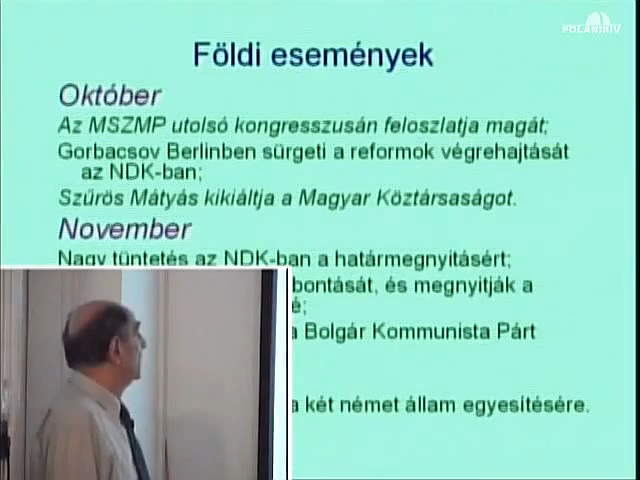 POLARIXIV
Földi események
Október
Az MSZMP utolsó kongresszusán feloszlatja magát;
Gorbacsov Berlinben sürgeti a reformok végrehajtását
az NDK-ban;
Szűrös Mátyás kikiáltja a Magyar Köztársaságot.
November
Nagy tüntetés az NDK-ban a határmegnyitásért;
bontását, és megnyitják a
é;
a Bolgár Kommunista Párt
a két német állam egyesítésére.